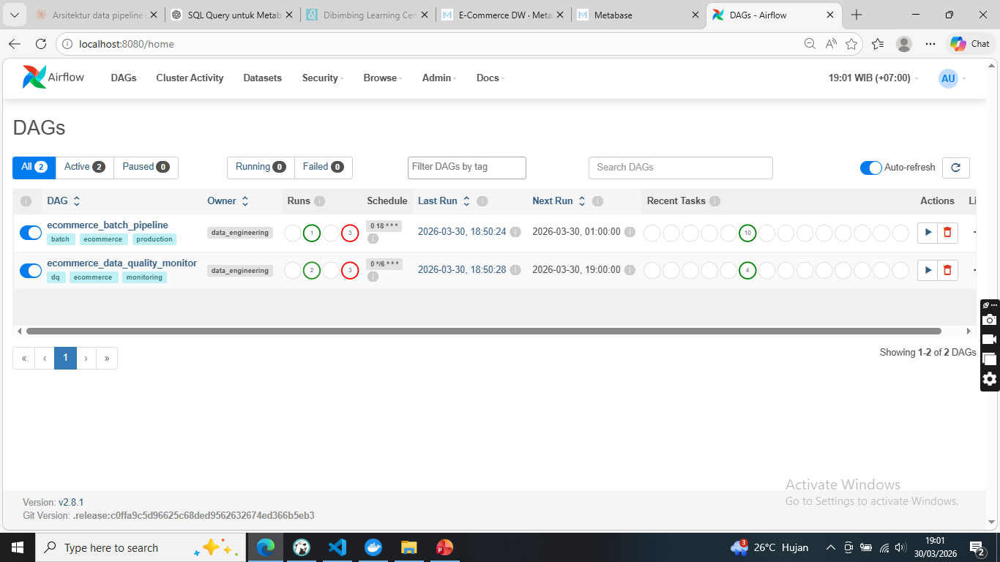 Arsitektur data pipeline
SQL Query untuk Metab
Dibimbing Learning Cen
E-Commerce DW · Meta
Metabase
DAGs - Airflow
localhost:8080/home
Chat
Airflow
DAGs
Cluster Activity
Datasets
Security
Browse
Admin
Docs
19:01 WIB (+07:00)
AU
DAGs
All 2
Active 2
Paused 0
Running 0
Failed 0
Filter DAGs by tag
Search DAGs
Auto-refresh
DAG
Owner
Runs
Schedule
Last Run
Next Run
Recent Tasks
Actions
Li
ecommerce_batch_pipeline
batch ecommerce production
data_engineering
1
3
0 18 * * *
2026-03-30, 18:50:24
2026-03-30, 01:00:00
10
ecommerce_data_quality_monitor
dq ecommerce monitoring
data_engineering
2
3
0 */6 * * *
2026-03-30, 18:50:28
2026-03-30, 19:00:00
4
« ‹ 1 › »
Showing 1-2 of 2 DAGs
Activate Windows
Go to Settings to activate Windows.
Version: v2.8.1
Git Version: .release:c0ffa9c5d96625c68ded9562632674ed366b5eb3
Type here to search
3
26°C Hujan
19:01
30/03/2026
2